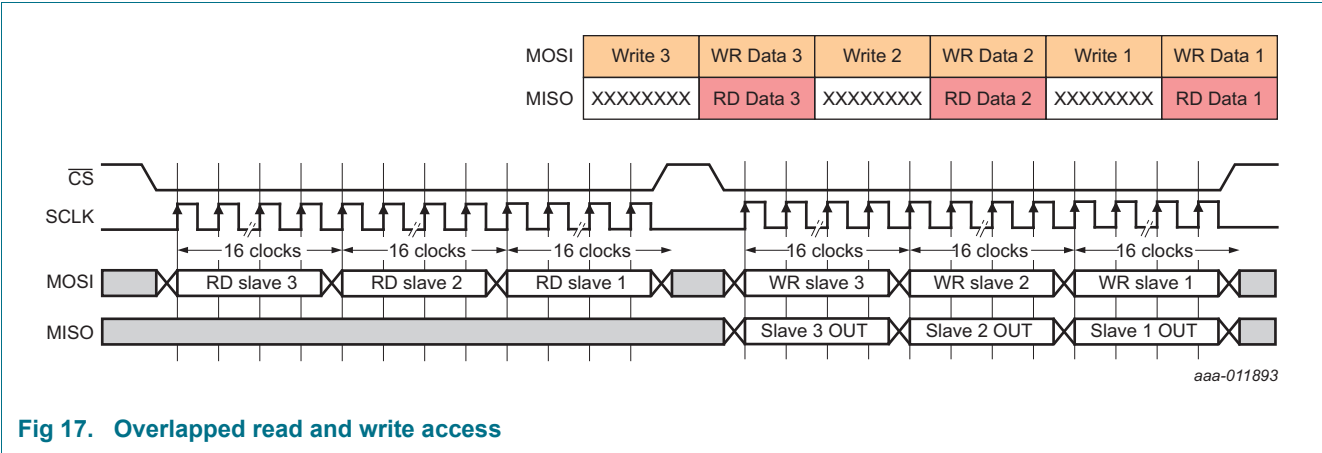 MOSI Write 3 WR Data 3 Write 2 WR Data 2 Write 1 WR Data 1
MISO XXXXXXXX RD Data 3 XXXXXXXX RD Data 2 XXXXXXXX RD Data 1
CS
SCLK
16 clocks 16 clocks 16 clocks 16 clocks 16 clocks 16 clocks
MOSI RD slave 3 RD slave 2 RD slave 1 WR slave 3 WR slave 2 WR slave 1
MISO Slave 3 OUT Slave 2 OUT Slave 1 OUT
aaa-011893
Fig 17. Overlapped read and write access